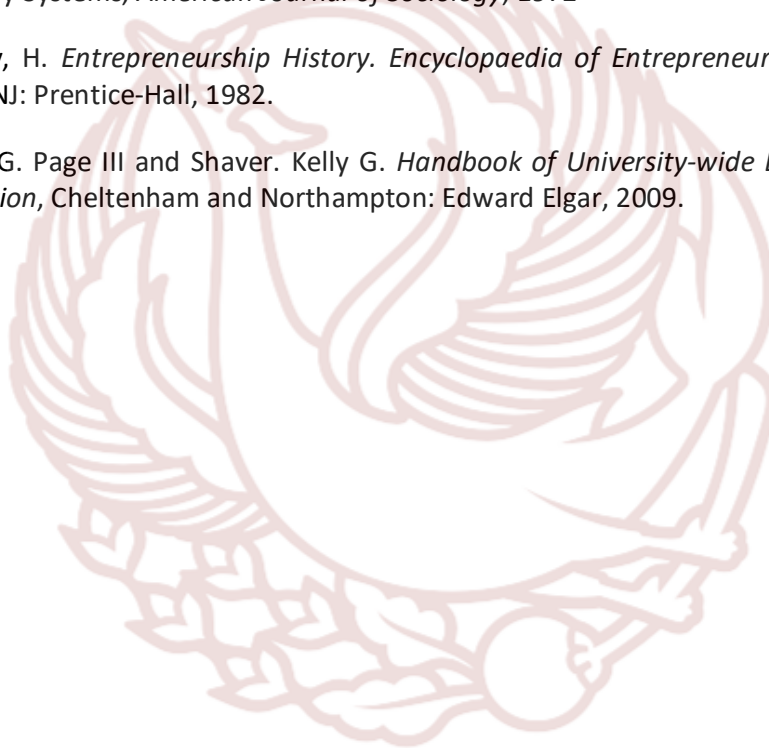 y Systems, American Journal of Sociology, 1972
, H. Entrepreneurship History. Encyclopaedia of Entrepreneur
NJ: Prentice-Hall, 1982.
G. Page III and Shaver. Kelly G. Handbook of University-wide
ion, Cheltenham and Northampton: Edward Elgar, 2009.